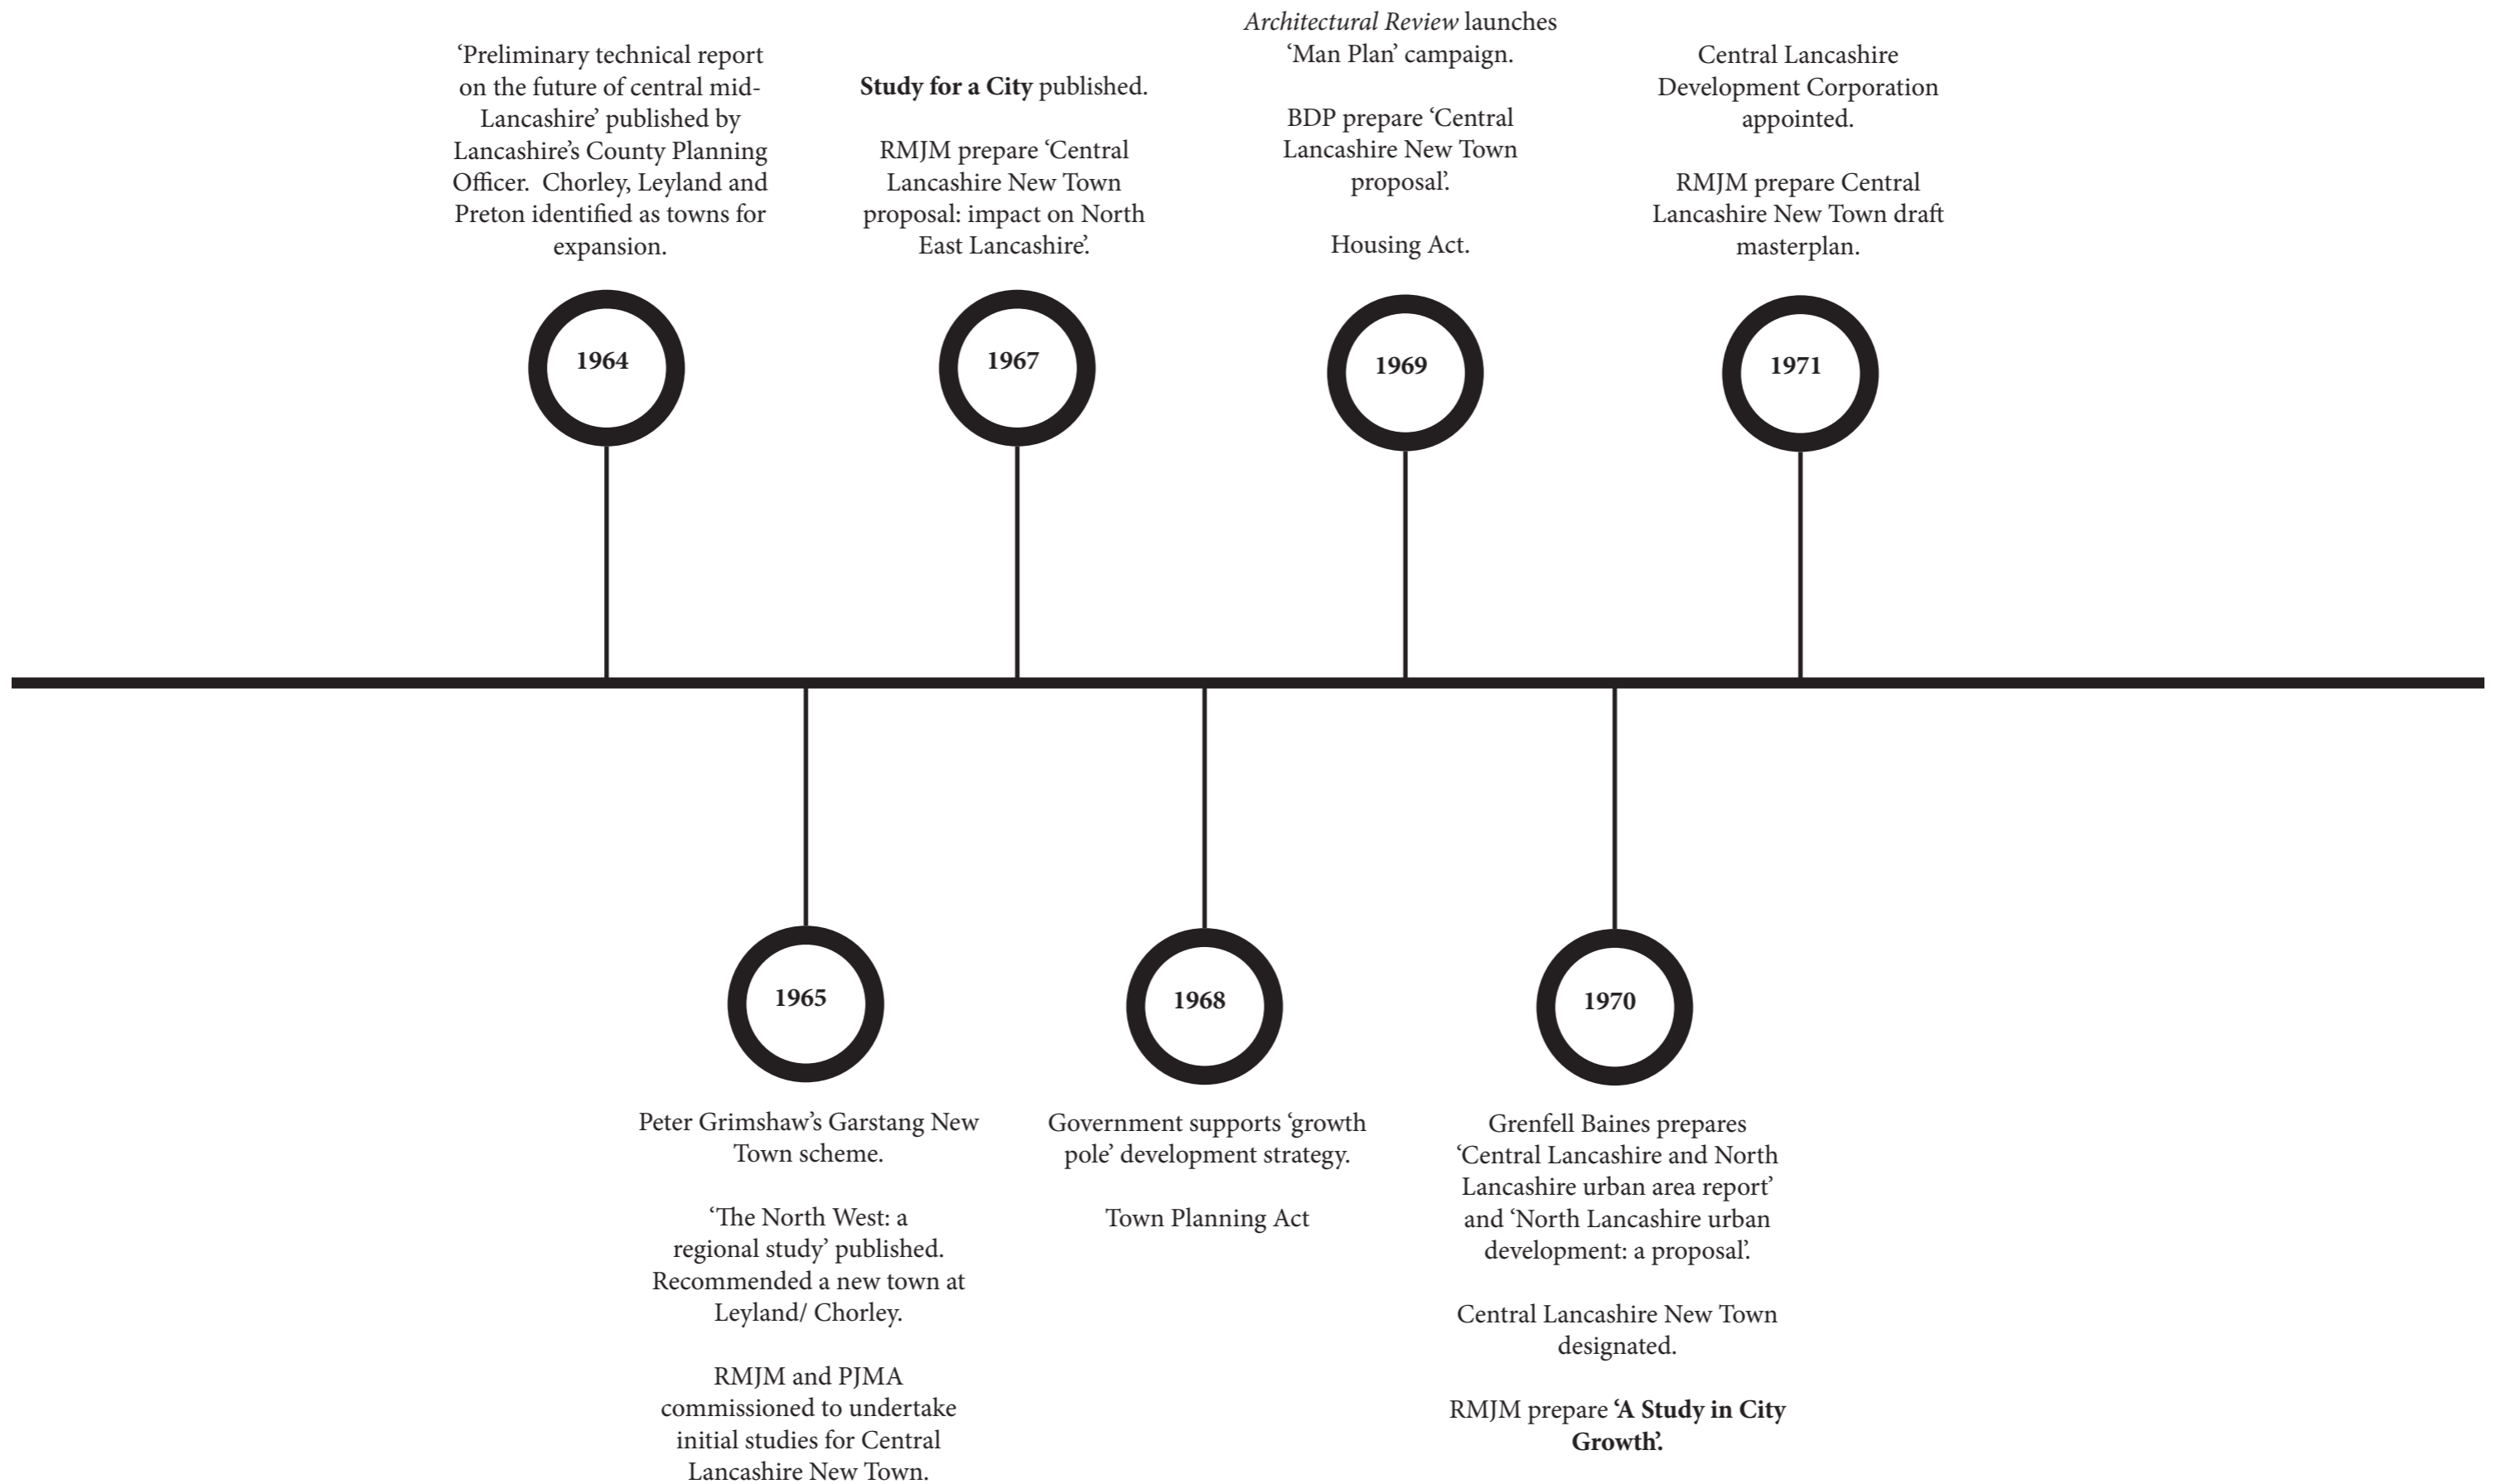 ‘Preliminary technical report
on the future of central mid-
Lancashire’ published by
Lancashire’s County Planning
Officer.  Chorley, Leyland and
Preton identified as towns for
expansion.
1964
Study for a City published.
RMJM prepare ‘Central
Lancashire New Town
proposal: impact on North
East Lancashire’.
1967
Architectural Review launches
‘Man Plan’ campaign.
BDP prepare ‘Central
Lancashire New Town
proposal’.
Housing Act.
1969
Central Lancashire
Development Corporation
appointed.
RMJM prepare Central
Lancashire New Town draft
masterplan.
1971
1965
Peter Grimshaw’s Garstang New
Town scheme.
‘The North West: a
regional study’ published.
Recommended a new town at
Leyland/ Chorley.
RMJM and PJMA
commissioned to undertake
initial studies for Central
Lancashire New Town.
1968
Government supports ‘growth
pole’ development strategy.
Town Planning Act
1970
Grenfell Baines prepares
‘Central Lancashire and North
Lancashire urban area report’
and ‘North Lancashire urban
development: a proposal’.
Central Lancashire New Town
designated.
RMJM prepare ‘A Study in City
Growth’.